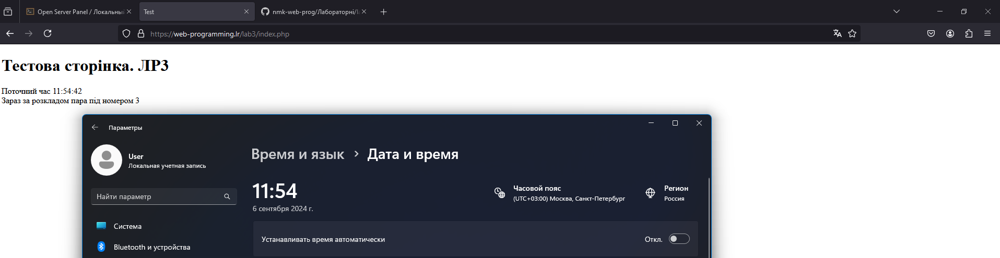 Open Server Panel / Локальный
Test
nmk-web-prog/Лабораторні/la
https://web-programming.lr/lab3/index.php
Тестова сторінка. ЛР3
Поточний час 11:54:42
Зараз за розкладом пара під номером 3
Параметры
User
Локальная учетная запись
Найти параметр
Система
Bluetooth и устройства
Время и язык > Дата и время
11:54
6 сентября 2024 г.
Часовой пояс
(UTC+03:00) Москва, Санкт-Петербург
Регион
Россия
Устанавливать время автоматически
Откл.